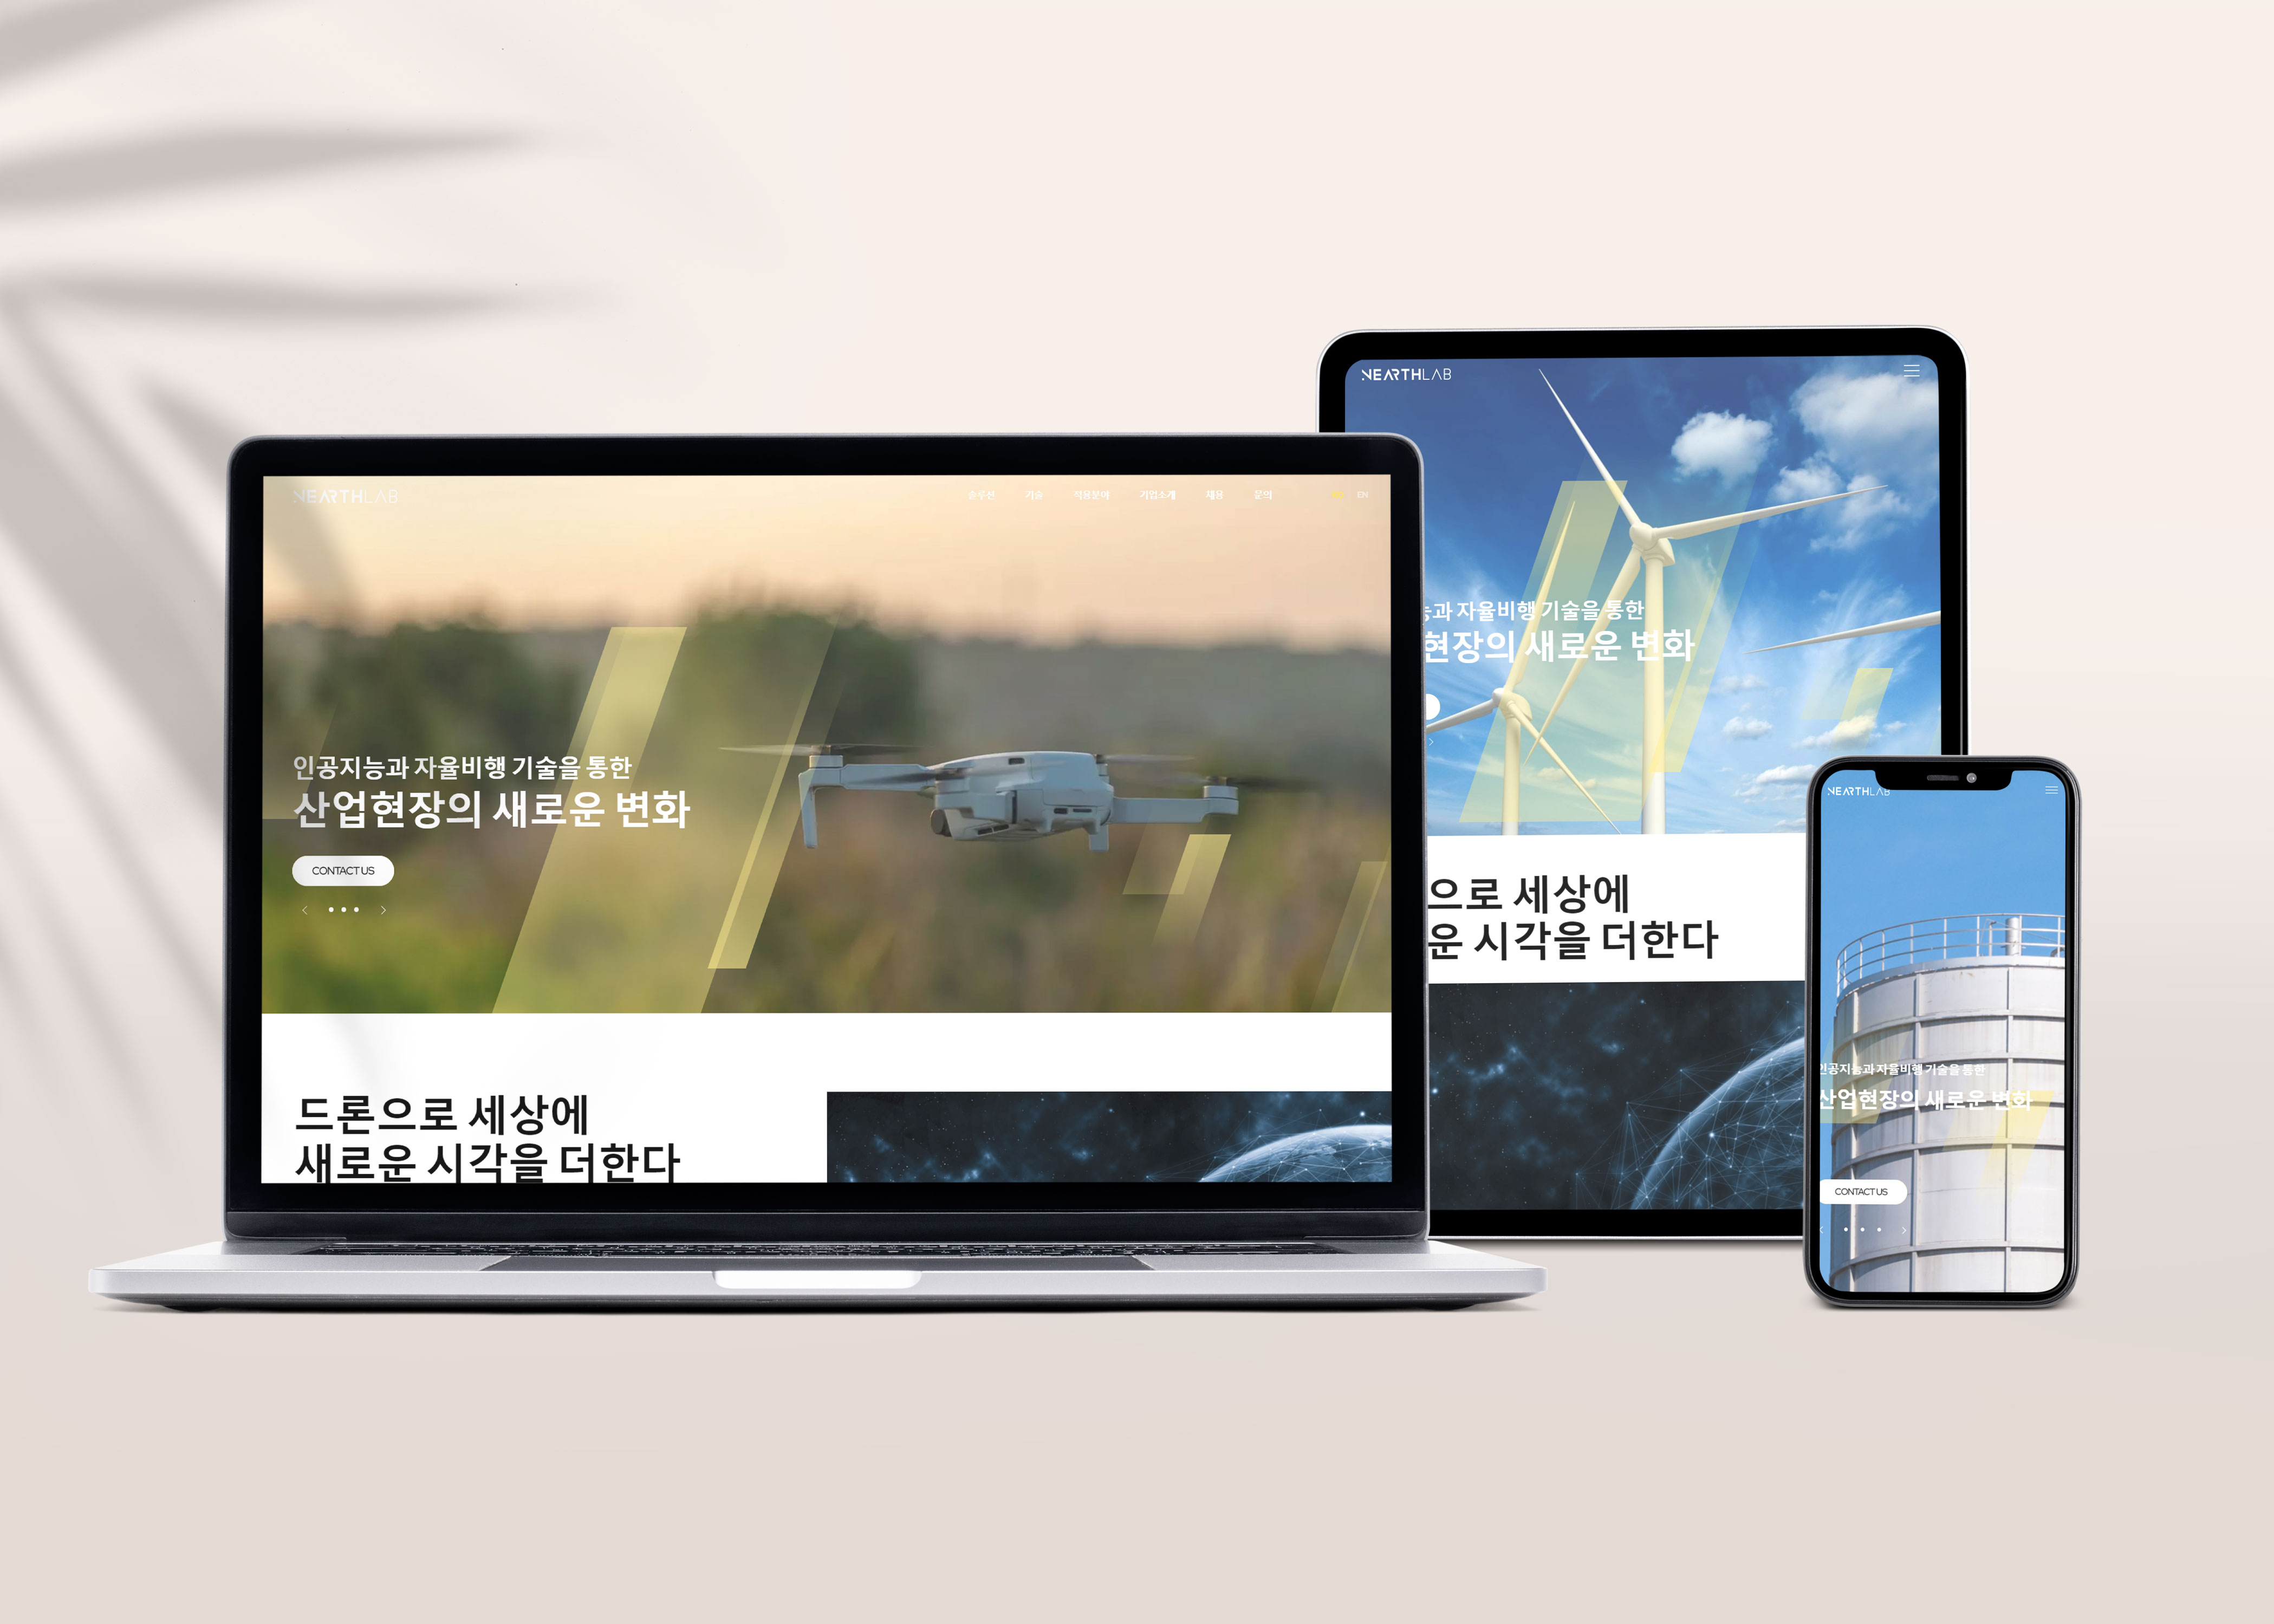 NEARTHLAB
솔루션 기술 적용분야 기업소개 채용 문의 EN
인공지능과 자율비행 기술을 통한
산업현장의 새로운 변화
CONTACT US
드론으로 세상에
새로운 시각을 더한다
NEARTHLAB
과 자율비행 기술을 통한
현장의 새로운 변화
으로 세상에
운 시각을 더한다
NEARTHLAB
인공지능과 자율비행 기술을 통한
산업현장의 새로운 변화
CONTACT US